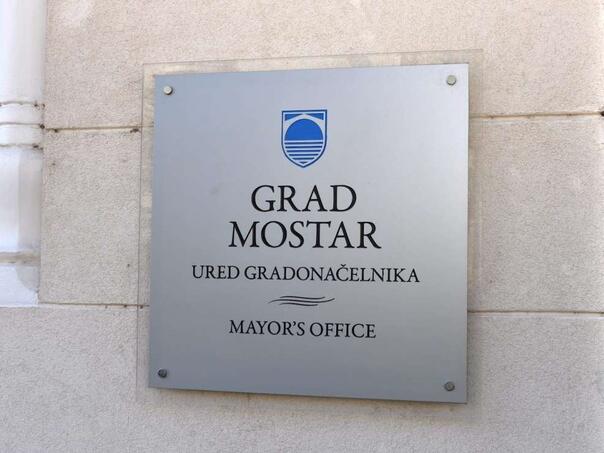 GRAD
MOSTAR
URED GRADONAČELNIKA
MAYOR'S OFFICE